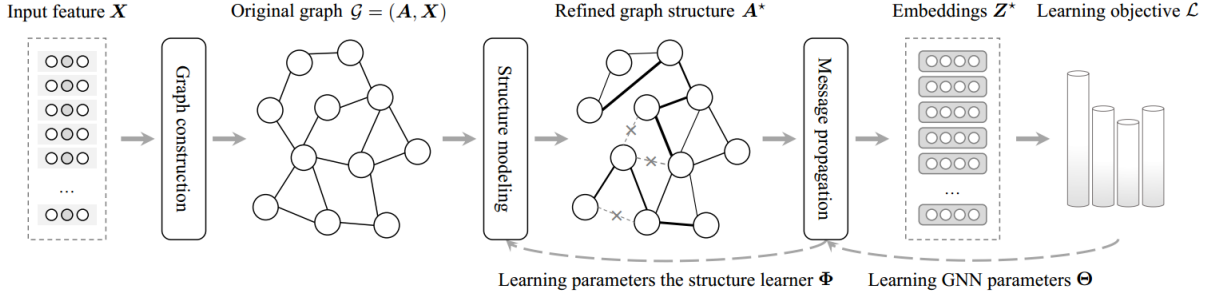 Input feature X
Original graph 𝒢 = (A, X)
Refined graph structure A⋆
Embeddings Z⋆
Learning objective ℒ
Graph construction
Structure modeling
Message propagation
...
...
Learning parameters the structure learner Φ
Learning GNN parameters Θ